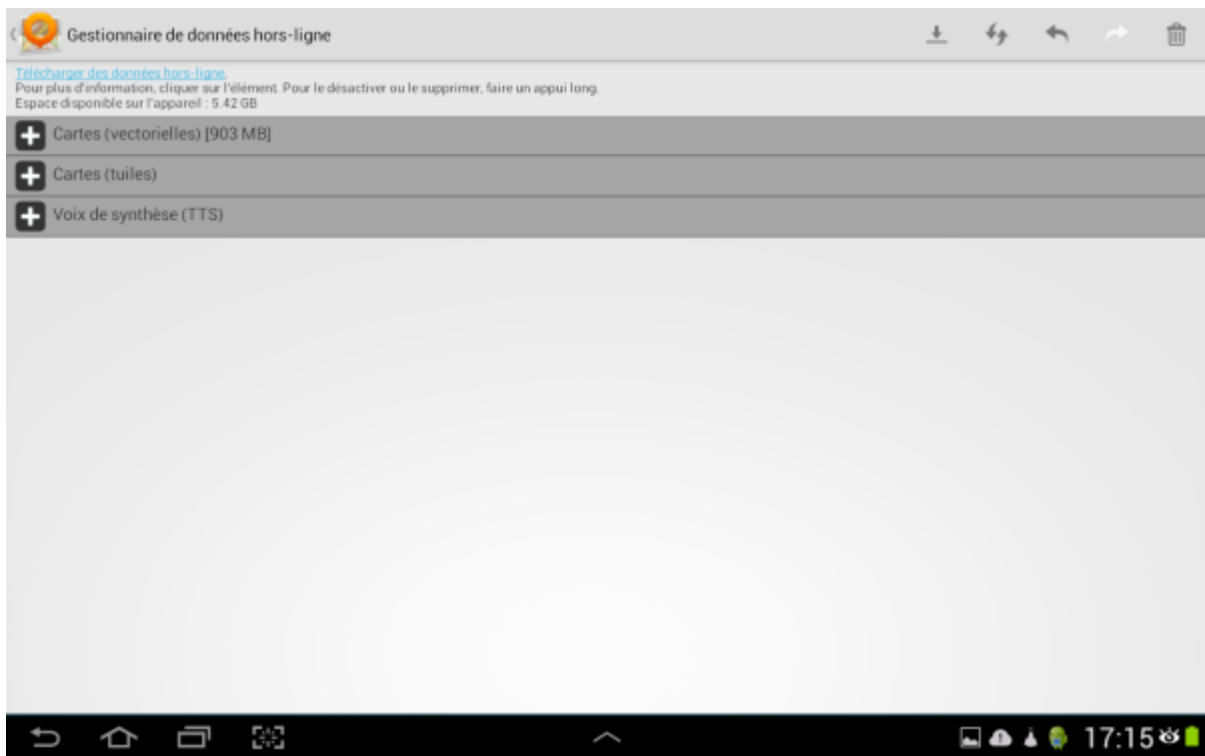 Gestionnaire de données hors-ligne
Télécharger des données hors-ligne.
Pour plus d'information, cliquer sur l'élément. Pour le désactiver ou le supprimer, faire un appui long.
Espace disponible sur l'appareil : 5.42 GB
Cartes (vectorielles) [903 MB]
Cartes (tuiles)
Voix de synthèse (TTS)
17:15